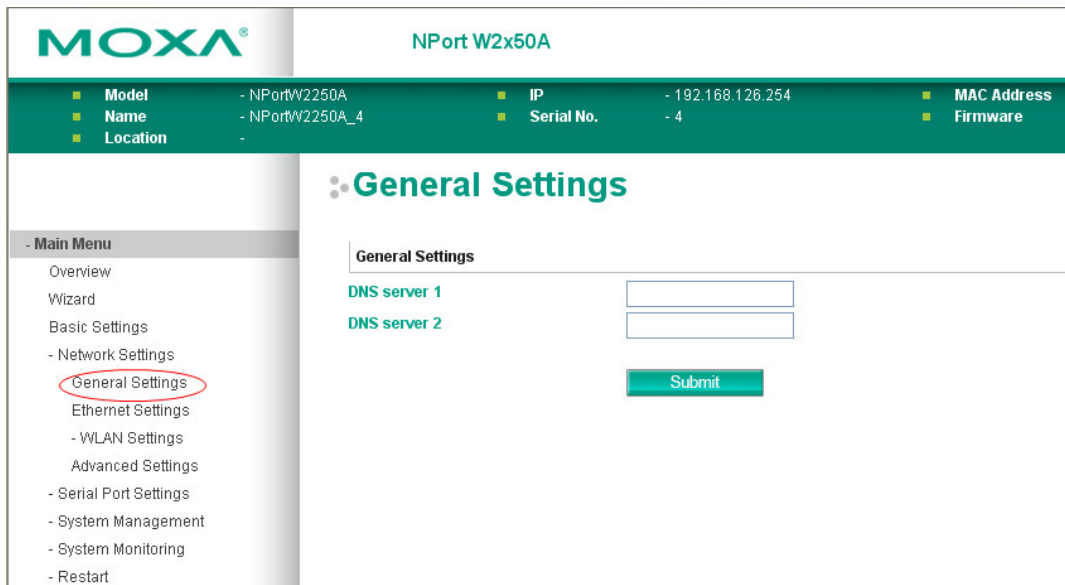 MOXA®
NPort W2x50A
Model - NPortW2250A IP - 192.168.126.254 MAC Address
Name - NPortW2250A_4 Serial No. - 4 Firmware
Location -
General Settings
- Main Menu
Overview
Wizard
Basic Settings
- Network Settings
General Settings
Ethernet Settings
- WLAN Settings
Advanced Settings
- Serial Port Settings
- System Management
- System Monitoring
- Restart
General Settings
DNS server 1
DNS server 2
Submit